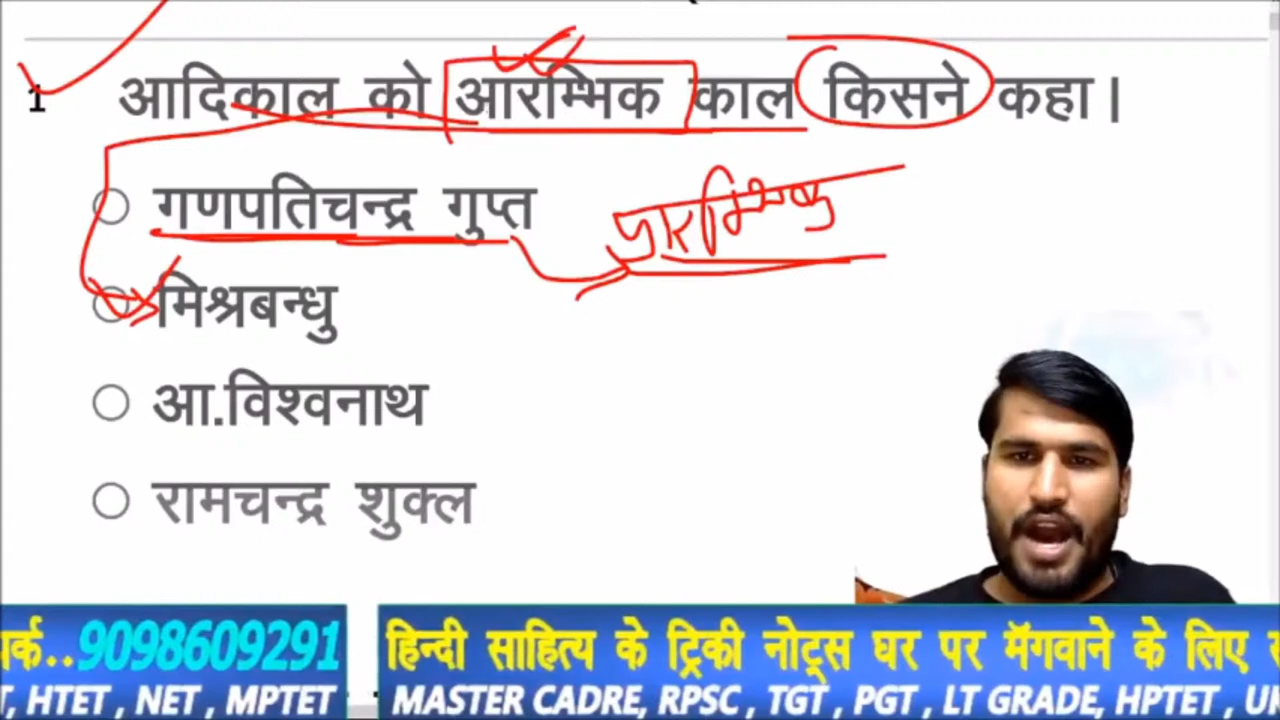 1 आदिकाल को आरम्भिक काल किसने कहा।
गणपतिचन्द्र गुप्त
प्रारम्भिक
मिश्रबन्धु
आ.विश्वनाथ
रामचन्द्र शुक्ल
9098609291
हिन्दी साहित्य के ट्रिकी नोट्स घर पर मॅगवाने के लिए
HTET , NET , MPTET
MASTER CADRE, RPSC , TGT , PGT , LT GRADE, HPTET ,